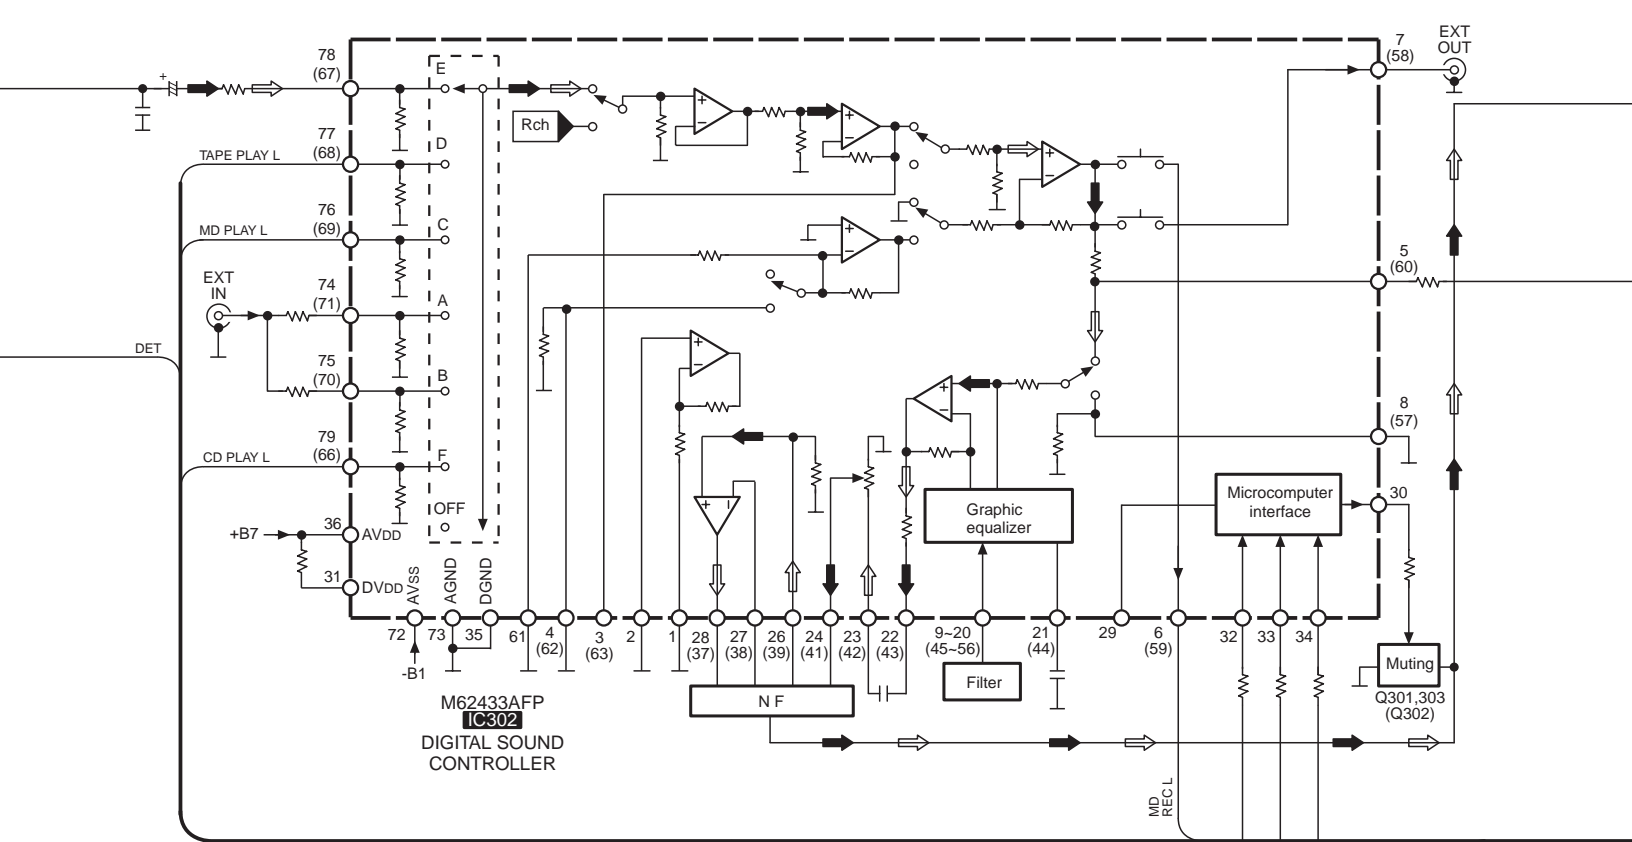 78
(67)
E
7
(58)
EXT
OUT
+
77
(68)
TAPE PLAY L
D
Rch
+
−
+
−
+
−
76
(69)
MD PLAY L
C
+
−
5
(60)
EXT
IN
74
(71)
A
DET
75
(70)
B
+
−
+
−
8
(57)
79
(66)
CD PLAY L
F
OFF
+
−
Graphic
equalizer
Microcomputer
interface
30
+B7
36
AVDD
31
DVDD
AVSS
AGND
DGND
72
73
35
61
4
(62)
3
(63)
2
1
28
(37)
27
(38)
26
(39)
24
(41)
23
(42)
22
(43)
9~20
(45~56)
21
(44)
29
6
(59)
32
33
34
-B1
Filter
Muting
N F
Q301,303
(Q302)
M62433AFP
IC302
DIGITAL SOUND
CONTROLLER
MD
REC L